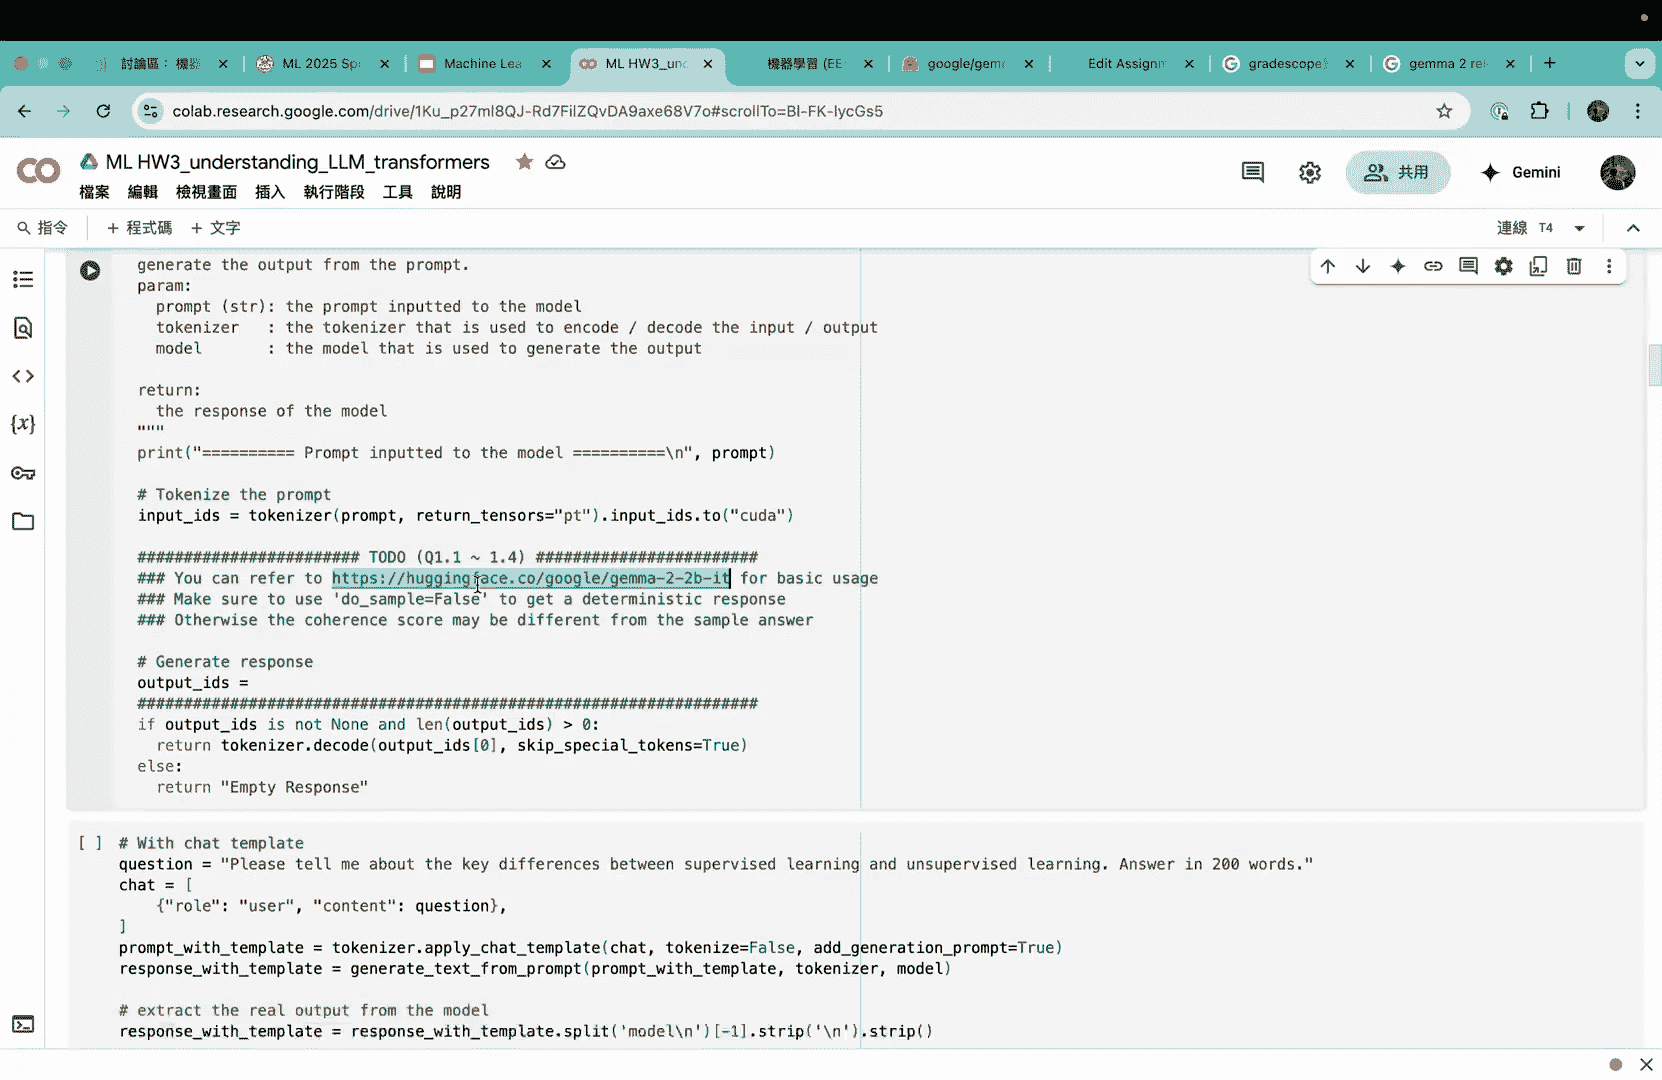 討論區： 機器
ML 2025 Sp
Machine Lea
ML HW3_un
機器學習 (EE
google/gem
Edit Assignm
gradescope
gemma 2 re
colab.research.google.com/drive/1Ku_p27ml8QJ-Rd7FilZQvDA9axe68V7o#scrollTo=BI-FK-IycGs5
CO
ML HW3_understanding_LLM_transformers
共用
Gemini
檔案 編輯 檢視畫面 插入 執行階段 工具 說明
指令 + 程式碼 + 文字
連線 T4
generate the output from the prompt.
param:
prompt (str): the prompt inputted to the model
tokenizer : the tokenizer that is used to encode / decode the input / output
model : the model that is used to generate the output
return:
the response of the model
"""
print("========== Prompt inputted to the model ==========\n", prompt)
# Tokenize the prompt
input_ids = tokenizer(prompt, return_tensors="pt").input_ids.to("cuda")
######################## TODO (Q1.1 ~ 1.4) ########################
### You can refer to https://huggingface.co/google/gemma-2-2b-it for basic usage
### Make sure to use 'do_sample=False' to get a deterministic response
### Otherwise the coherence score may be different from the sample answer
# Generate response
output_ids =
###################################################################
if output_ids is not None and len(output_ids) > 0:
return tokenizer.decode(output_ids[0], skip_special_tokens=True)
else:
return "Empty Response"
[ ] # With chat template
question = "Please tell me about the key differences between supervised learning and unsupervised learning. Answer in 200 words."
chat = [
{"role": "user", "content": question},
]
prompt_with_template = tokenizer.apply_chat_template(chat, tokenize=False, add_generation_prompt=True)
response_with_template = generate_text_from_prompt(prompt_with_template, tokenizer, model)
# extract the real output from the model
response_with_template = response_with_template.split('model\n')[-1].strip('\n').strip()